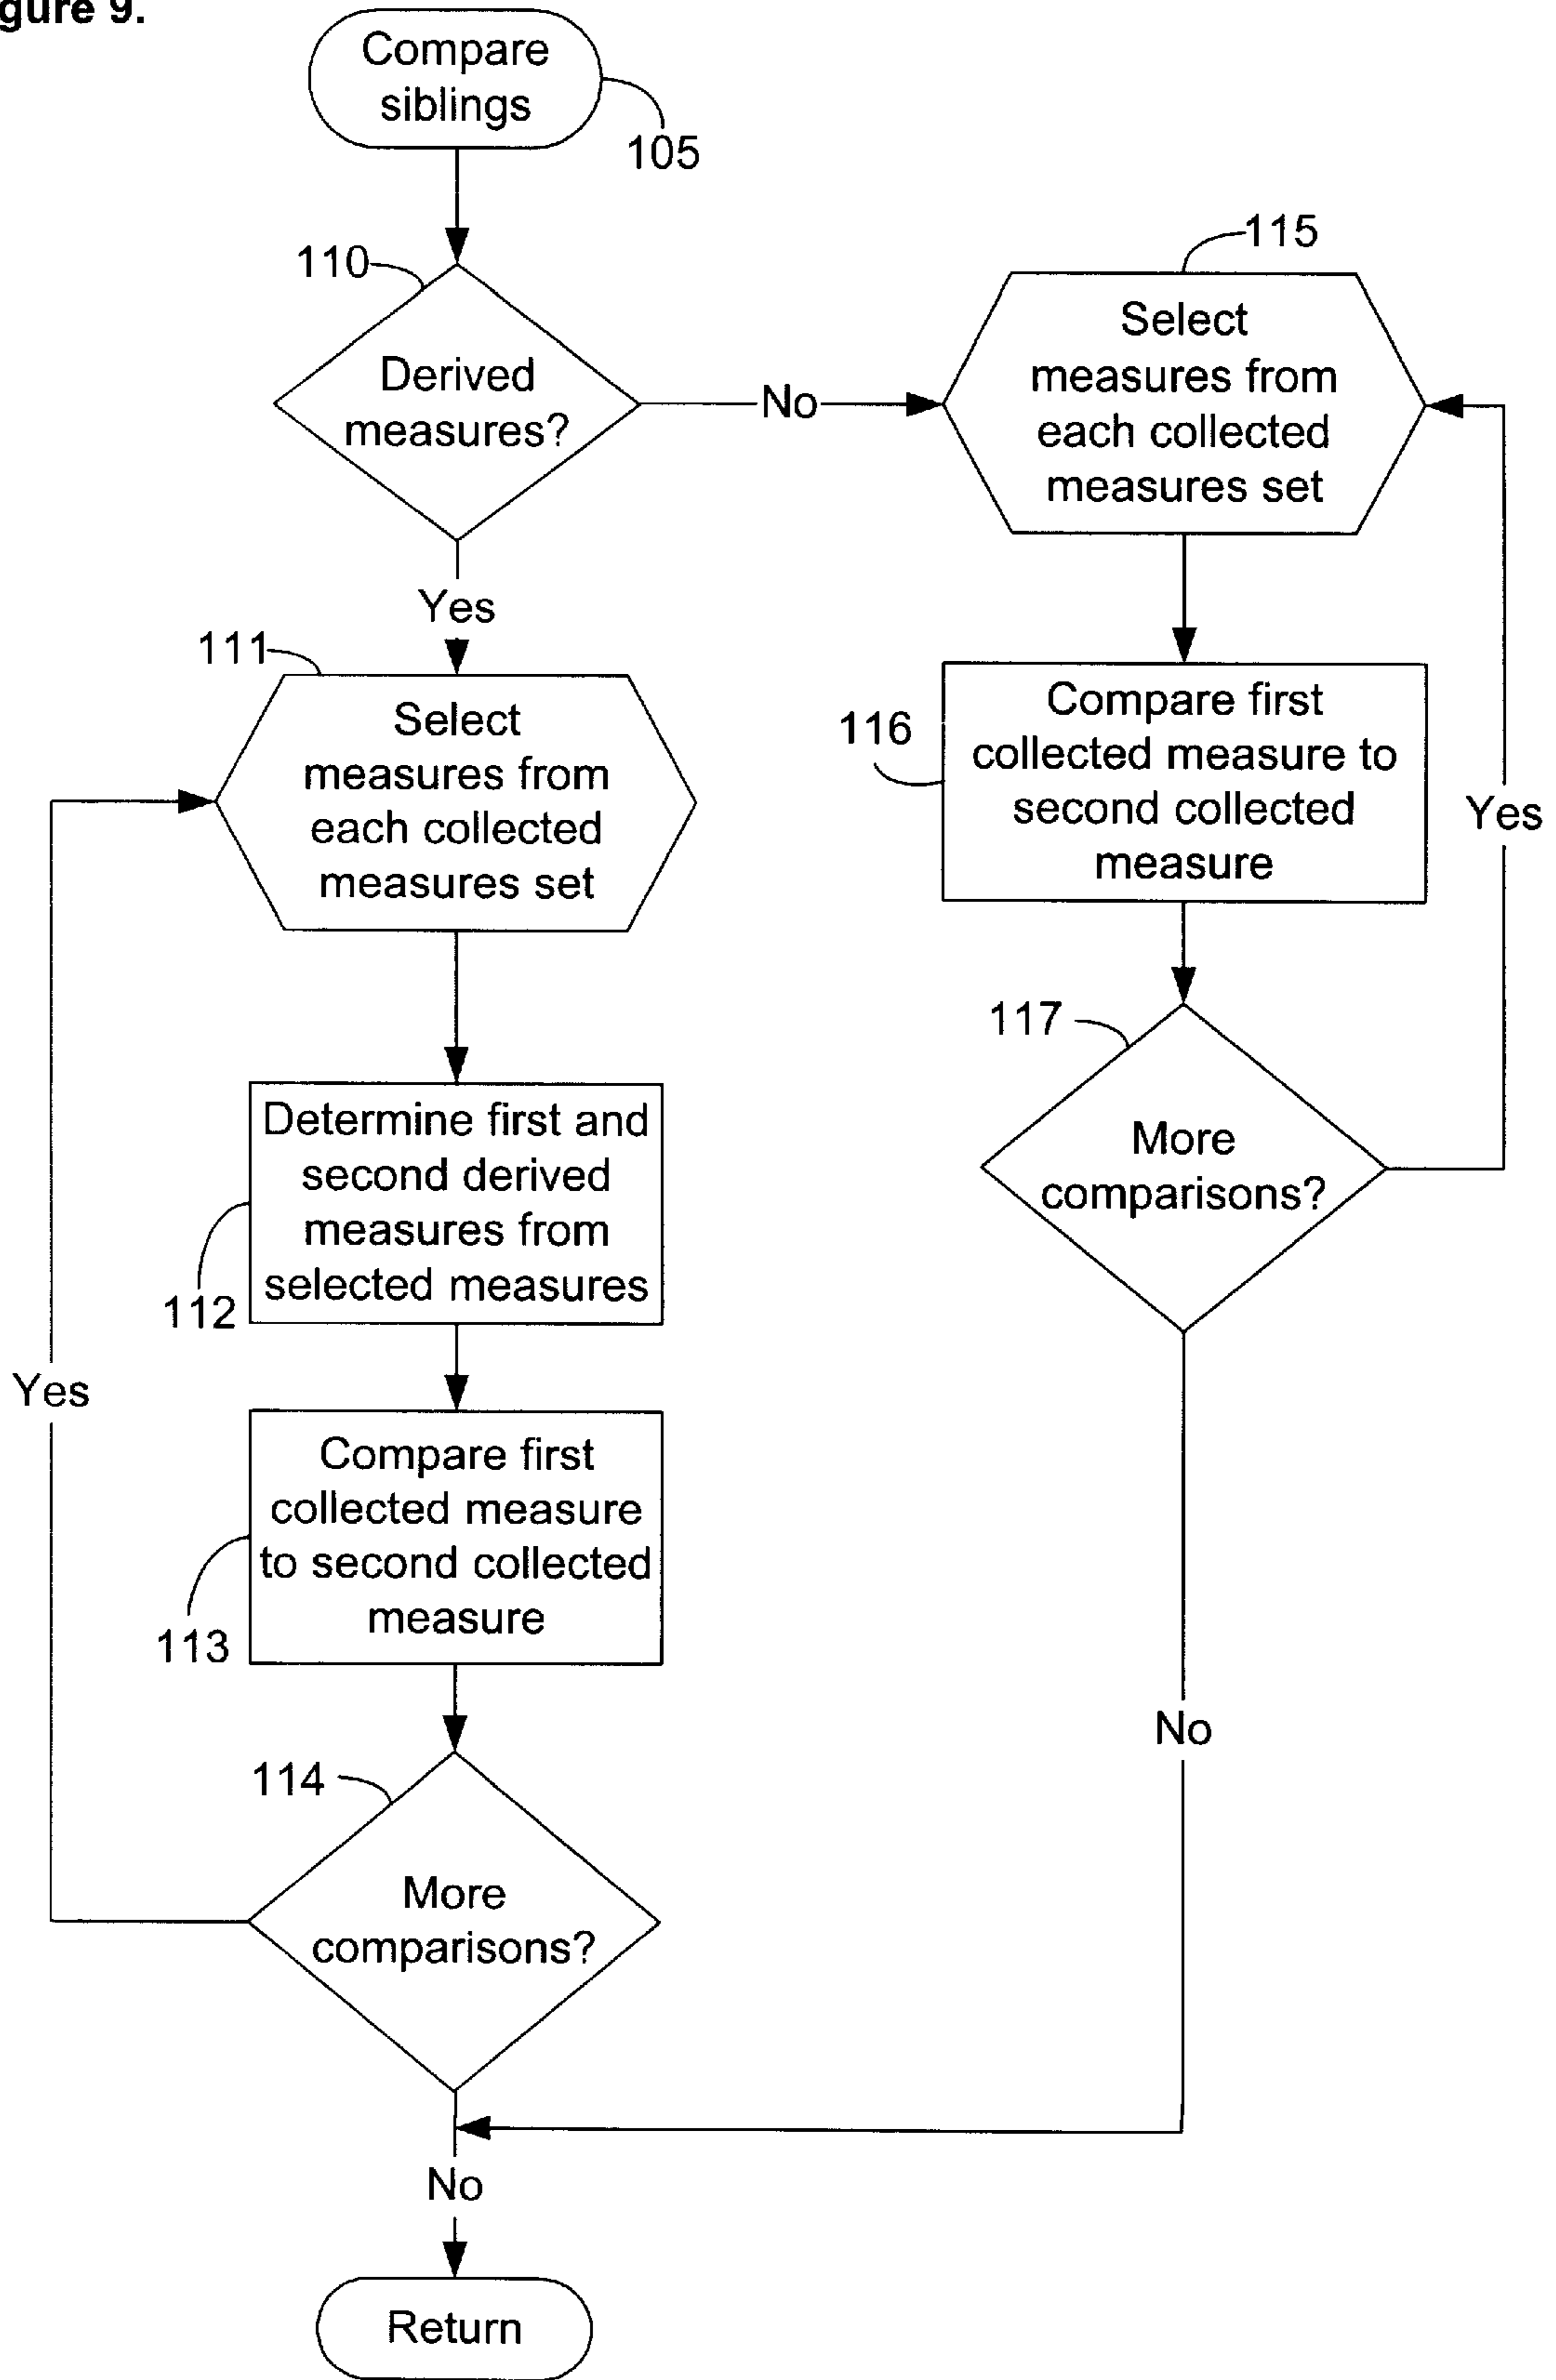 gure 9.
Compare
siblings
105
110
Derived
measures?
No
115
Select
measures from
each collected
measures set
Yes
111
Select
measures from
each collected
measures set
116
Compare first
collected measure to
second collected
measure
Yes
117
More
comparisons?
Determine first and
second derived
measures from
selected measures
112
Yes
Compare first
collected measure
to second collected
measure
113
No
114
More
comparisons?
No
Return